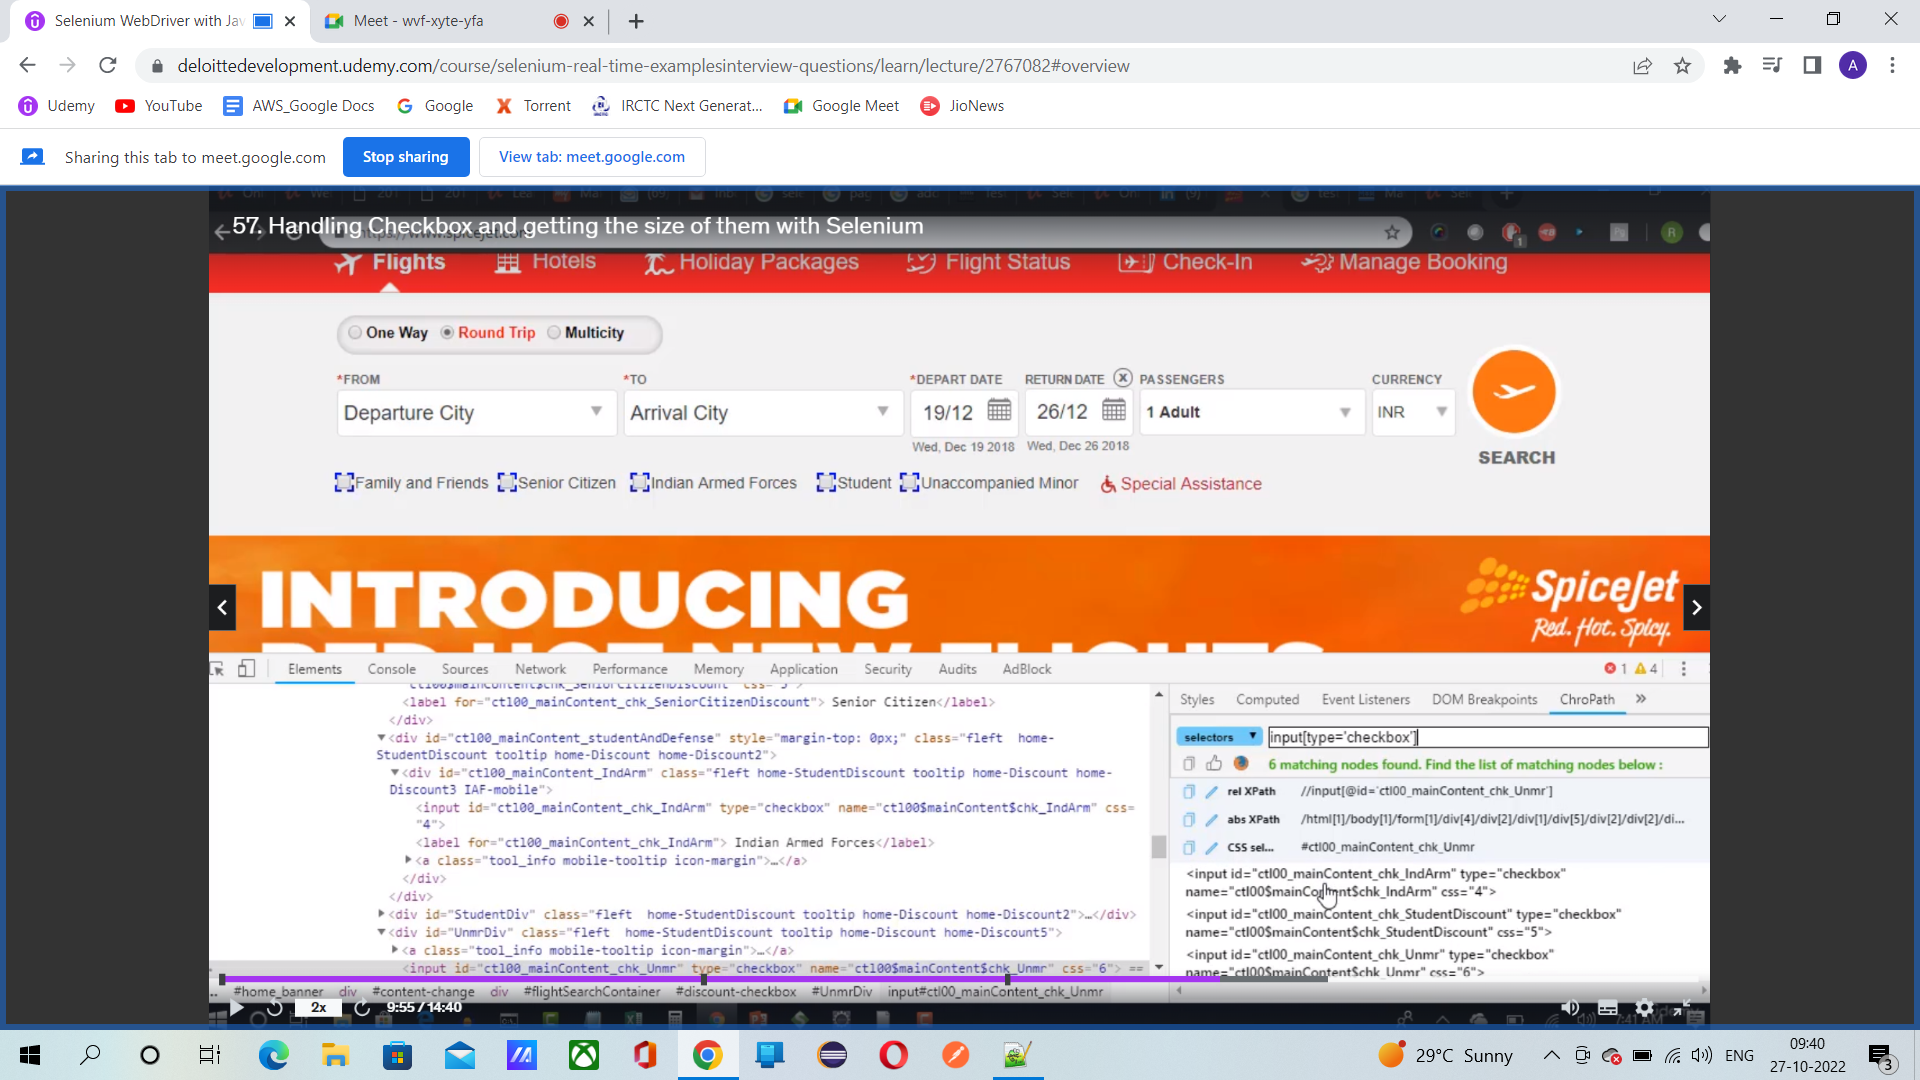 Selenium WebDriver with Jav
Meet - wvf-xyte-yfa
deloittedevelopment.udemy.com/course/selenium-real-time-examplesinterview-questions/learn/lecture/2767082#overview
A
Udemy
YouTube
AWS_Google Docs
Google
Torrent
IRCTC Next Generat...
Google Meet
JioNews
Sharing this tab to meet.google.com
Stop sharing
View tab: meet.google.com
57. Handling Checkbox and getting the size of them with Selenium
Flights
Hotels
Holiday Packages
Flight Status
Check-In
Manage Booking
One Way
Round Trip
Multicity
*FROM
*TO
*DEPART DATE
RETURN DATE
PASSENGERS
CURRENCY
Departure City
Arrival City
19/12
26/12
1 Adult
INR
Wed, Dec 19 2018
Wed, Dec 26 2018
SEARCH
Family and Friends
Senior Citizen
Indian Armed Forces
Student
Unaccompanied Minor
Special Assistance
INTRODUCING
RED HOT NEW FLIGHTS
SpiceJet
Red. Hot. Spicy.
Elements
Console
Sources
Network
Performance
Memory
Application
Security
Audits
AdBlock
1
4
<label for="ctl00_mainContent_chk_SeniorCitizenDiscount"> Senior Citizen</label>
</div>
<div id="ctl00_mainContent_studentAndDefense" style="margin-top: 0px;" class="fleft home-
StudentDiscount tooltip home-Discount home-Discount2">
<div id="ctl00_mainContent_IndArm" class="fleft home-StudentDiscount tooltip home-Discount home-
Discount3 IAF-mobile">
<input id="ctl00_mainContent_chk_IndArm" type="checkbox" name="ctl00$mainContent$chk_IndArm" css=
"4">
<label for="ctl00_mainContent_chk_IndArm"> Indian Armed Forces</label>
<a class="tool_info mobile-tooltip icon-margin">…</a>
</div>
</div>
<div id="StudentDiv" class="fleft home-StudentDiscount tooltip home-Discount home-Discount2">…</div>
<div id="UnmrDiv" class="fleft home-StudentDiscount tooltip home-Discount home-Discount5">
<a class="tool_info mobile-tooltip icon-margin">…</a>
<input id="ctl00_mainContent_chk_Unmr" type="checkbox" name="ctl00$mainContent$chk_Unmr" css="6"> ==
.. #home_banner div #content-change div #flightSearchContainer #discount-checkbox #UnmrDiv input#ctl00_mainContent_chk_Unmr
Styles
Computed
Event Listeners
DOM Breakpoints
ChroPath
selectors
input[type='checkbox']
6 matching nodes found. Find the list of matching nodes below :
rel XPath //input[@id='ctl00_mainContent_chk_Unmr']
abs XPath /html[1]/body[1]/form[1]/div[4]/div[2]/div[1]/div[5]/div[2]/div[2]/di...
CSS sel... #ctl00_mainContent_chk_Unmr
<input id="ctl00_mainContent_chk_IndArm" type="checkbox"
name="ctl00$mainContent$chk_IndArm" css="4">
<input id="ctl00_mainContent_chk_StudentDiscount" type="checkbox"
name="ctl00$mainContent$chk_StudentDiscount" css="5">
<input id="ctl00_mainContent_chk_Unmr" type="checkbox"
name="ctl00$mainContent$chk_Unmr" css="6">
2x
9:55 / 14:40
29°C Sunny
ENG
09:40
27-10-2022
3